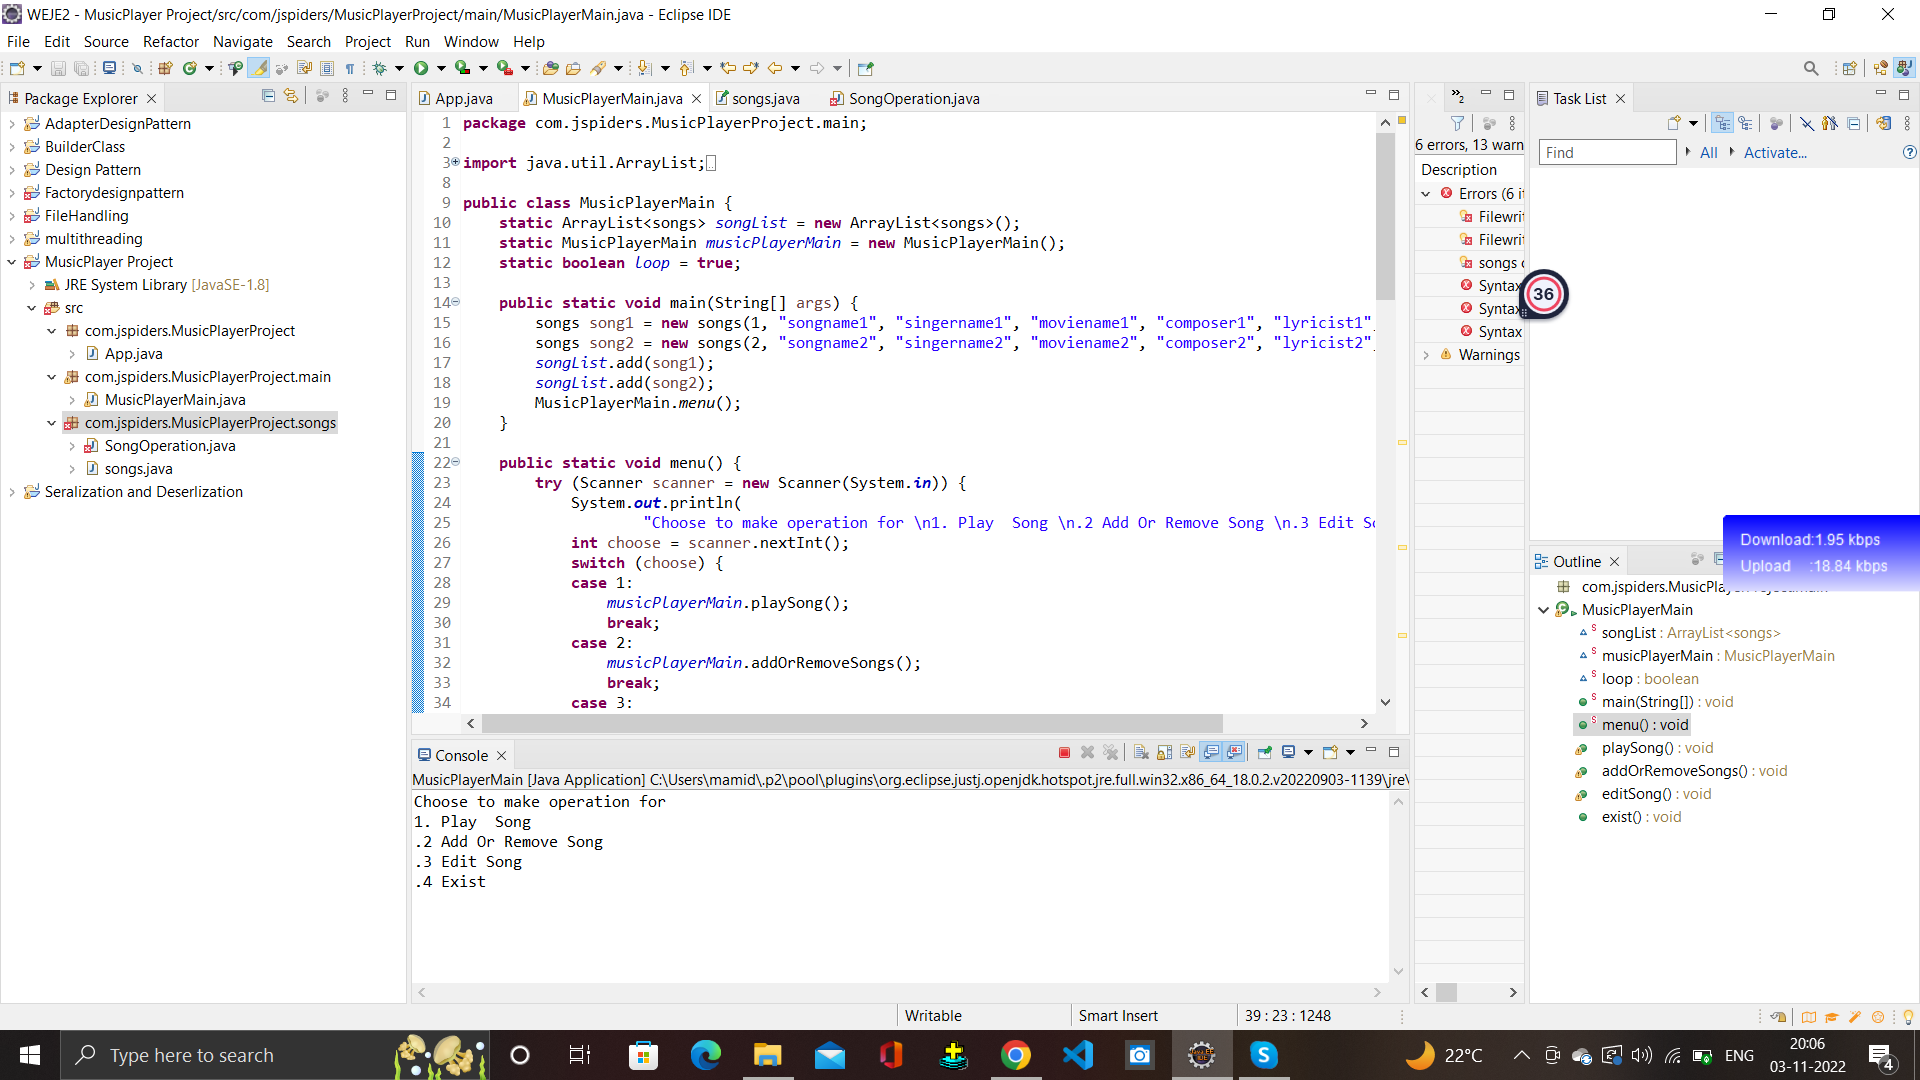 WEJE2 - MusicPlayer Project/src/com/jspiders/MusicPlayerProject/main/MusicPlayerMain.java - Eclipse IDE
File Edit Source Refactor Navigate Search Project Run Window Help
Package Explorer
AdapterDesignPattern
BuilderClass
Design Pattern
Factorydesignpattern
FileHandling
multithreading
MusicPlayer Project
JRE System Library [JavaSE-1.8]
src
com.jspiders.MusicPlayerProject
App.java
com.jspiders.MusicPlayerProject.main
MusicPlayerMain.java
com.jspiders.MusicPlayerProject.songs
SongOperation.java
songs.java
Seralization and Deserlization
App.java MusicPlayerMain.java songs.java SongOperation.java
1 package com.jspiders.MusicPlayerProject.main;
2
3 import java.util.ArrayList;
8
9 public class MusicPlayerMain {
10 static ArrayList<songs> songList = new ArrayList<songs>();
11 static MusicPlayerMain musicPlayerMain = new MusicPlayerMain();
12 static boolean loop = true;
13
14 public static void main(String[] args) {
15 songs song1 = new songs(1, "songname1", "singername1", "moviename1", "composer1", "lyricist1"
16 songs song2 = new songs(2, "songname2", "singername2", "moviename2", "composer2", "lyricist2"
17 songList.add(song1);
18 songList.add(song2);
19 MusicPlayerMain.menu();
20 }
21
22 public static void menu() {
23 try (Scanner scanner = new Scanner(System.in)) {
24 System.out.println(
25 "Choose to make operation for \n1. Play  Song \n.2 Add Or Remove Song \n.3 Edit So
26 int choose = scanner.nextInt();
27 switch (choose) {
28 case 1:
29 musicPlayerMain.playSong();
30 break;
31 case 2:
32 musicPlayerMain.addOrRemoveSongs();
33 break;
34 case 3:
Console
MusicPlayerMain [Java Application] C:\Users\mamid\.p2\pool\plugins\org.eclipse.justj.openjdk.hotspot.jre.full.win32.x86_64_18.0.2.v20220903-1139\jre\
Choose to make operation for
1. Play  Song
.2 Add Or Remove Song
.3 Edit Song
.4 Exist
2
6 errors, 13 warn
Description
Errors (6 it
Filewrit
Filewrit
songs c
Syntax
Syntax
Syntax
Warnings
36
Task List
Find All Activate...
Download:1.95 kbps
Upload :18.84 kbps
Outline
com.jspiders.MusicPlayerProject.main
MusicPlayerMain
songList : ArrayList<songs>
musicPlayerMain : MusicPlayerMain
loop : boolean
main(String[]) : void
menu() : void
playSong() : void
addOrRemoveSongs() : void
editSong() : void
exist() : void
Writable Smart Insert 39 : 23 : 1248
Type here to search
22°C
ENG
20:06
03-11-2022
4